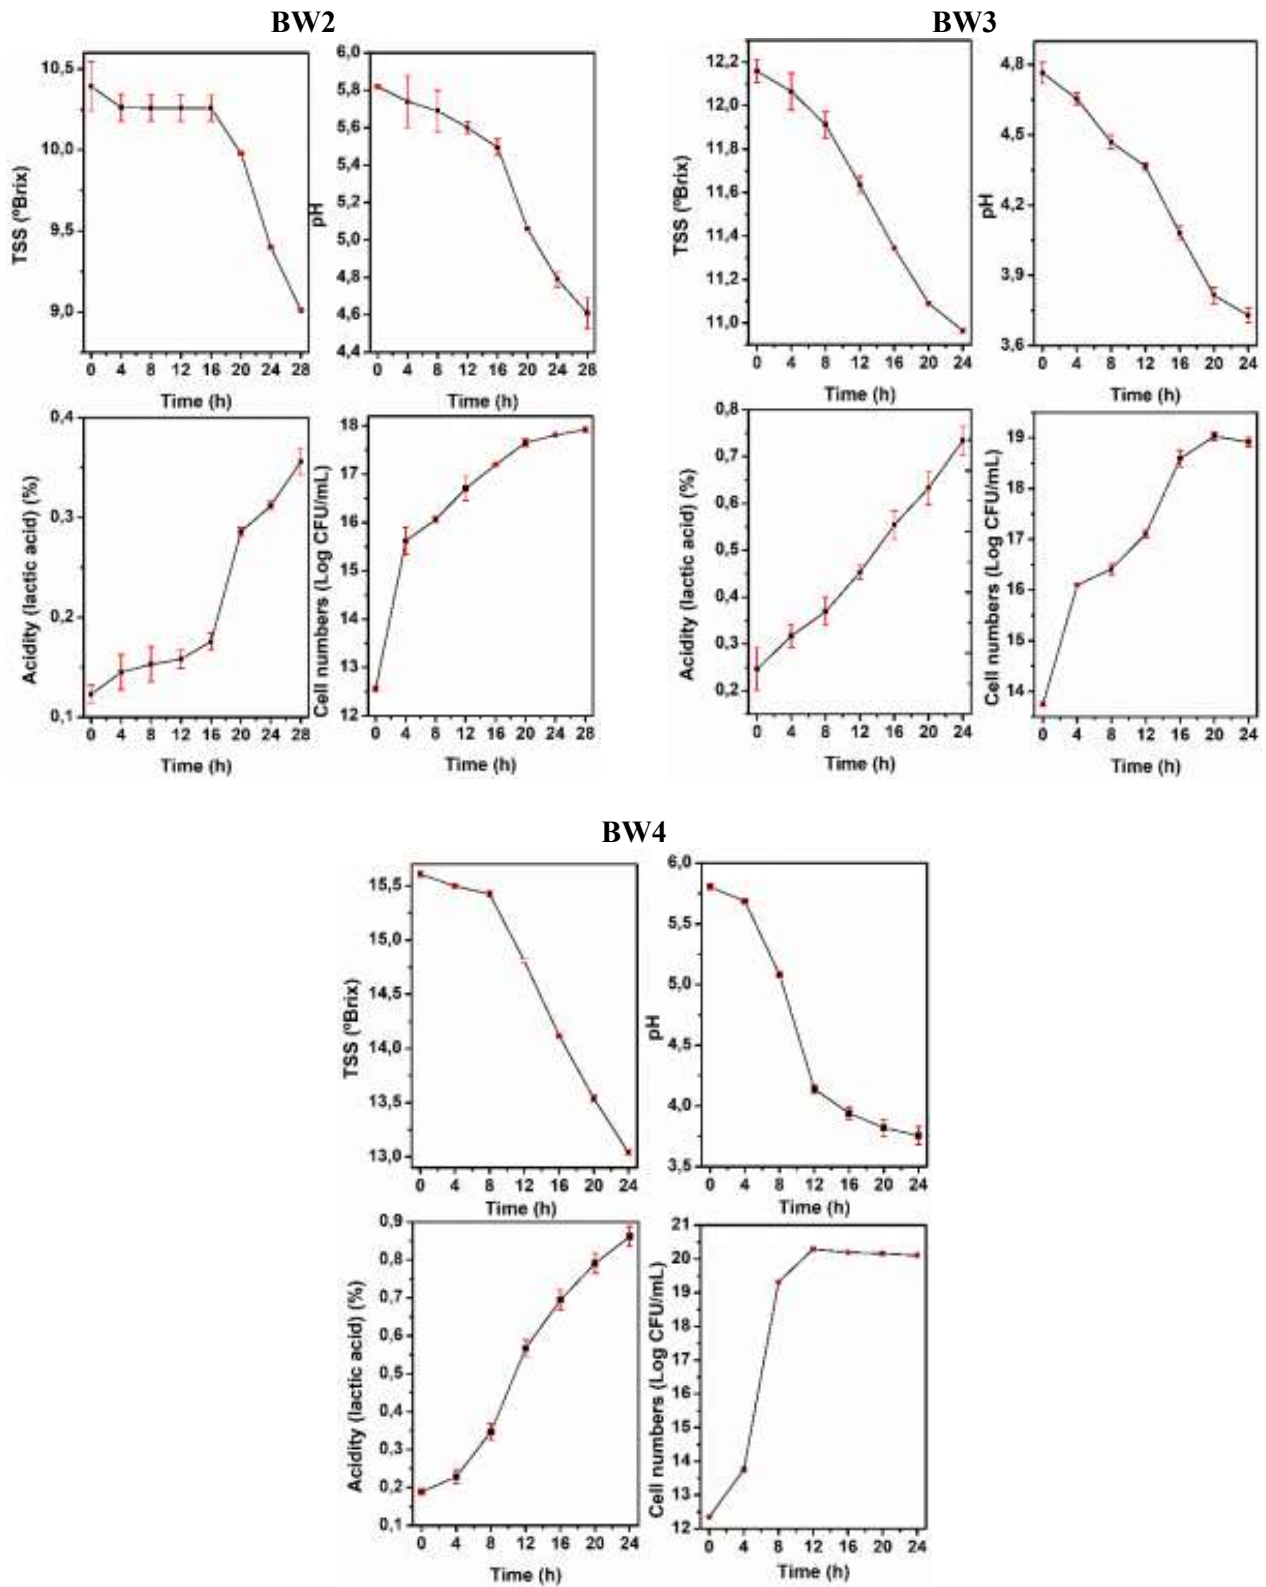 BW2
TSS (ºBrix)
10,5
10,0
9,5
9,0
0 4 8 12 16 20 24 28
Time (h)
pH
6,0
5,8
5,6
5,4
5,2
5,0
4,8
4,6
4,4
0 4 8 12 16 20 24 28
Time (h)
Acidity (lactic acid) (%)
0,4
0,3
0,2
0,1
0 4 8 12 16 20 24 28
Time (h)
Cell numbers (Log CFU/mL)
18
17
16
15
14
13
12
0 4 8 12 16 20 24 28
Time (h)
BW3
TSS (ºBrix)
12,2
12,0
11,8
11,6
11,4
11,2
11,0
0 4 8 12 16 20 24
Time (h)
pH
4,8
4,5
4,2
3,9
3,6
0 4 8 12 16 20 24
Time (h)
Acidity (lactic acid) (%)
0,8
0,7
0,6
0,5
0,4
0,3
0,2
0 4 8 12 16 20 24
Time (h)
Cell numbers (Log CFU/mL)
19
18
17
16
15
14
0 4 8 12 16 20 24
Time (h)
BW4
TSS (ºBrix)
15,5
15,0
14,5
14,0
13,5
13,0
0 4 8 12 16 20 24
Time (h)
pH
6,0
5,5
5,0
4,5
4,0
3,5
0 4 8 12 16 20 24
Time (h)
Acidity (lactic acid) (%)
0,9
0,8
0,7
0,6
0,5
0,4
0,3
0,2
0,1
0 4 8 12 16 20 24
Time (h)
Cell numbers (Log CFU/mL)
21
20
19
18
17
16
15
14
13
12
0 4 8 12 16 20 24
Time (h)